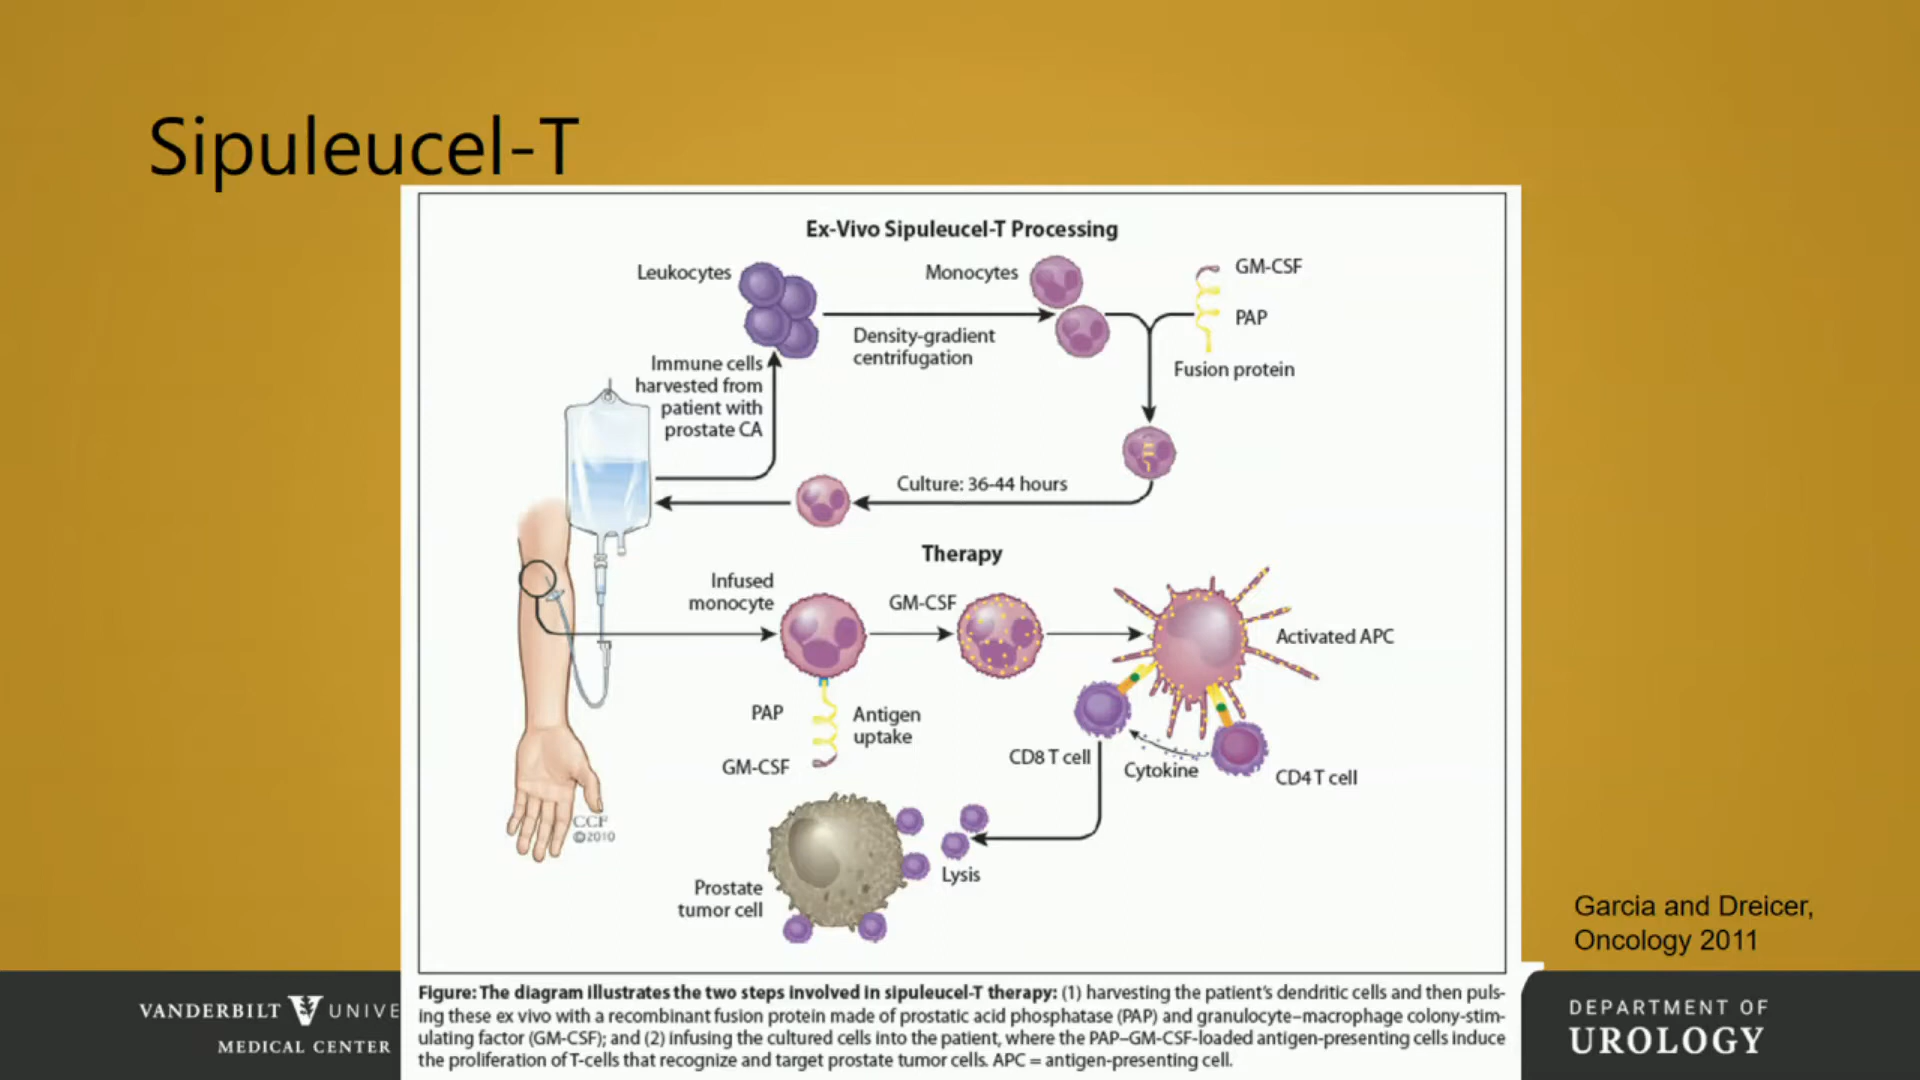 Sipuleucel-T
Ex-Vivo Sipuleucel-T Processing
Leukocytes
Monocytes
GM-CSF
PAP
Fusion protein
Density-gradient
centrifugation
Immune cells
harvested from
patient with
prostate CA
Culture: 36-44 hours
Therapy
Infused
monocyte
GM-CSF
Activated APC
PAP
Antigen
uptake
GM-CSF
CD8 T cell
Cytokine
CD4 T cell
CCF
©2010
Lysis
Prostate
tumor cell
Garcia and Dreicer,
Oncology 2011
Figure: The diagram illustrates the two steps involved in sipuleucel-T therapy: (1) harvesting the patient's dendritic cells and then puls-
ing these ex vivo with a recombinant fusion protein made of prostatic acid phosphatase (PAP) and granulocyte–macrophage colony-stim-
ulating factor (GM-CSF); and (2) infusing the cultured cells into the patient, where the PAP–GM-CSF-loaded antigen-presenting cells induce
the proliferation of T-cells that recognize and target prostate tumor cells. APC = antigen-presenting cell.
VANDERBILT V UNIVE
MEDICAL CENTER
DEPARTMENT OF
UROLOGY